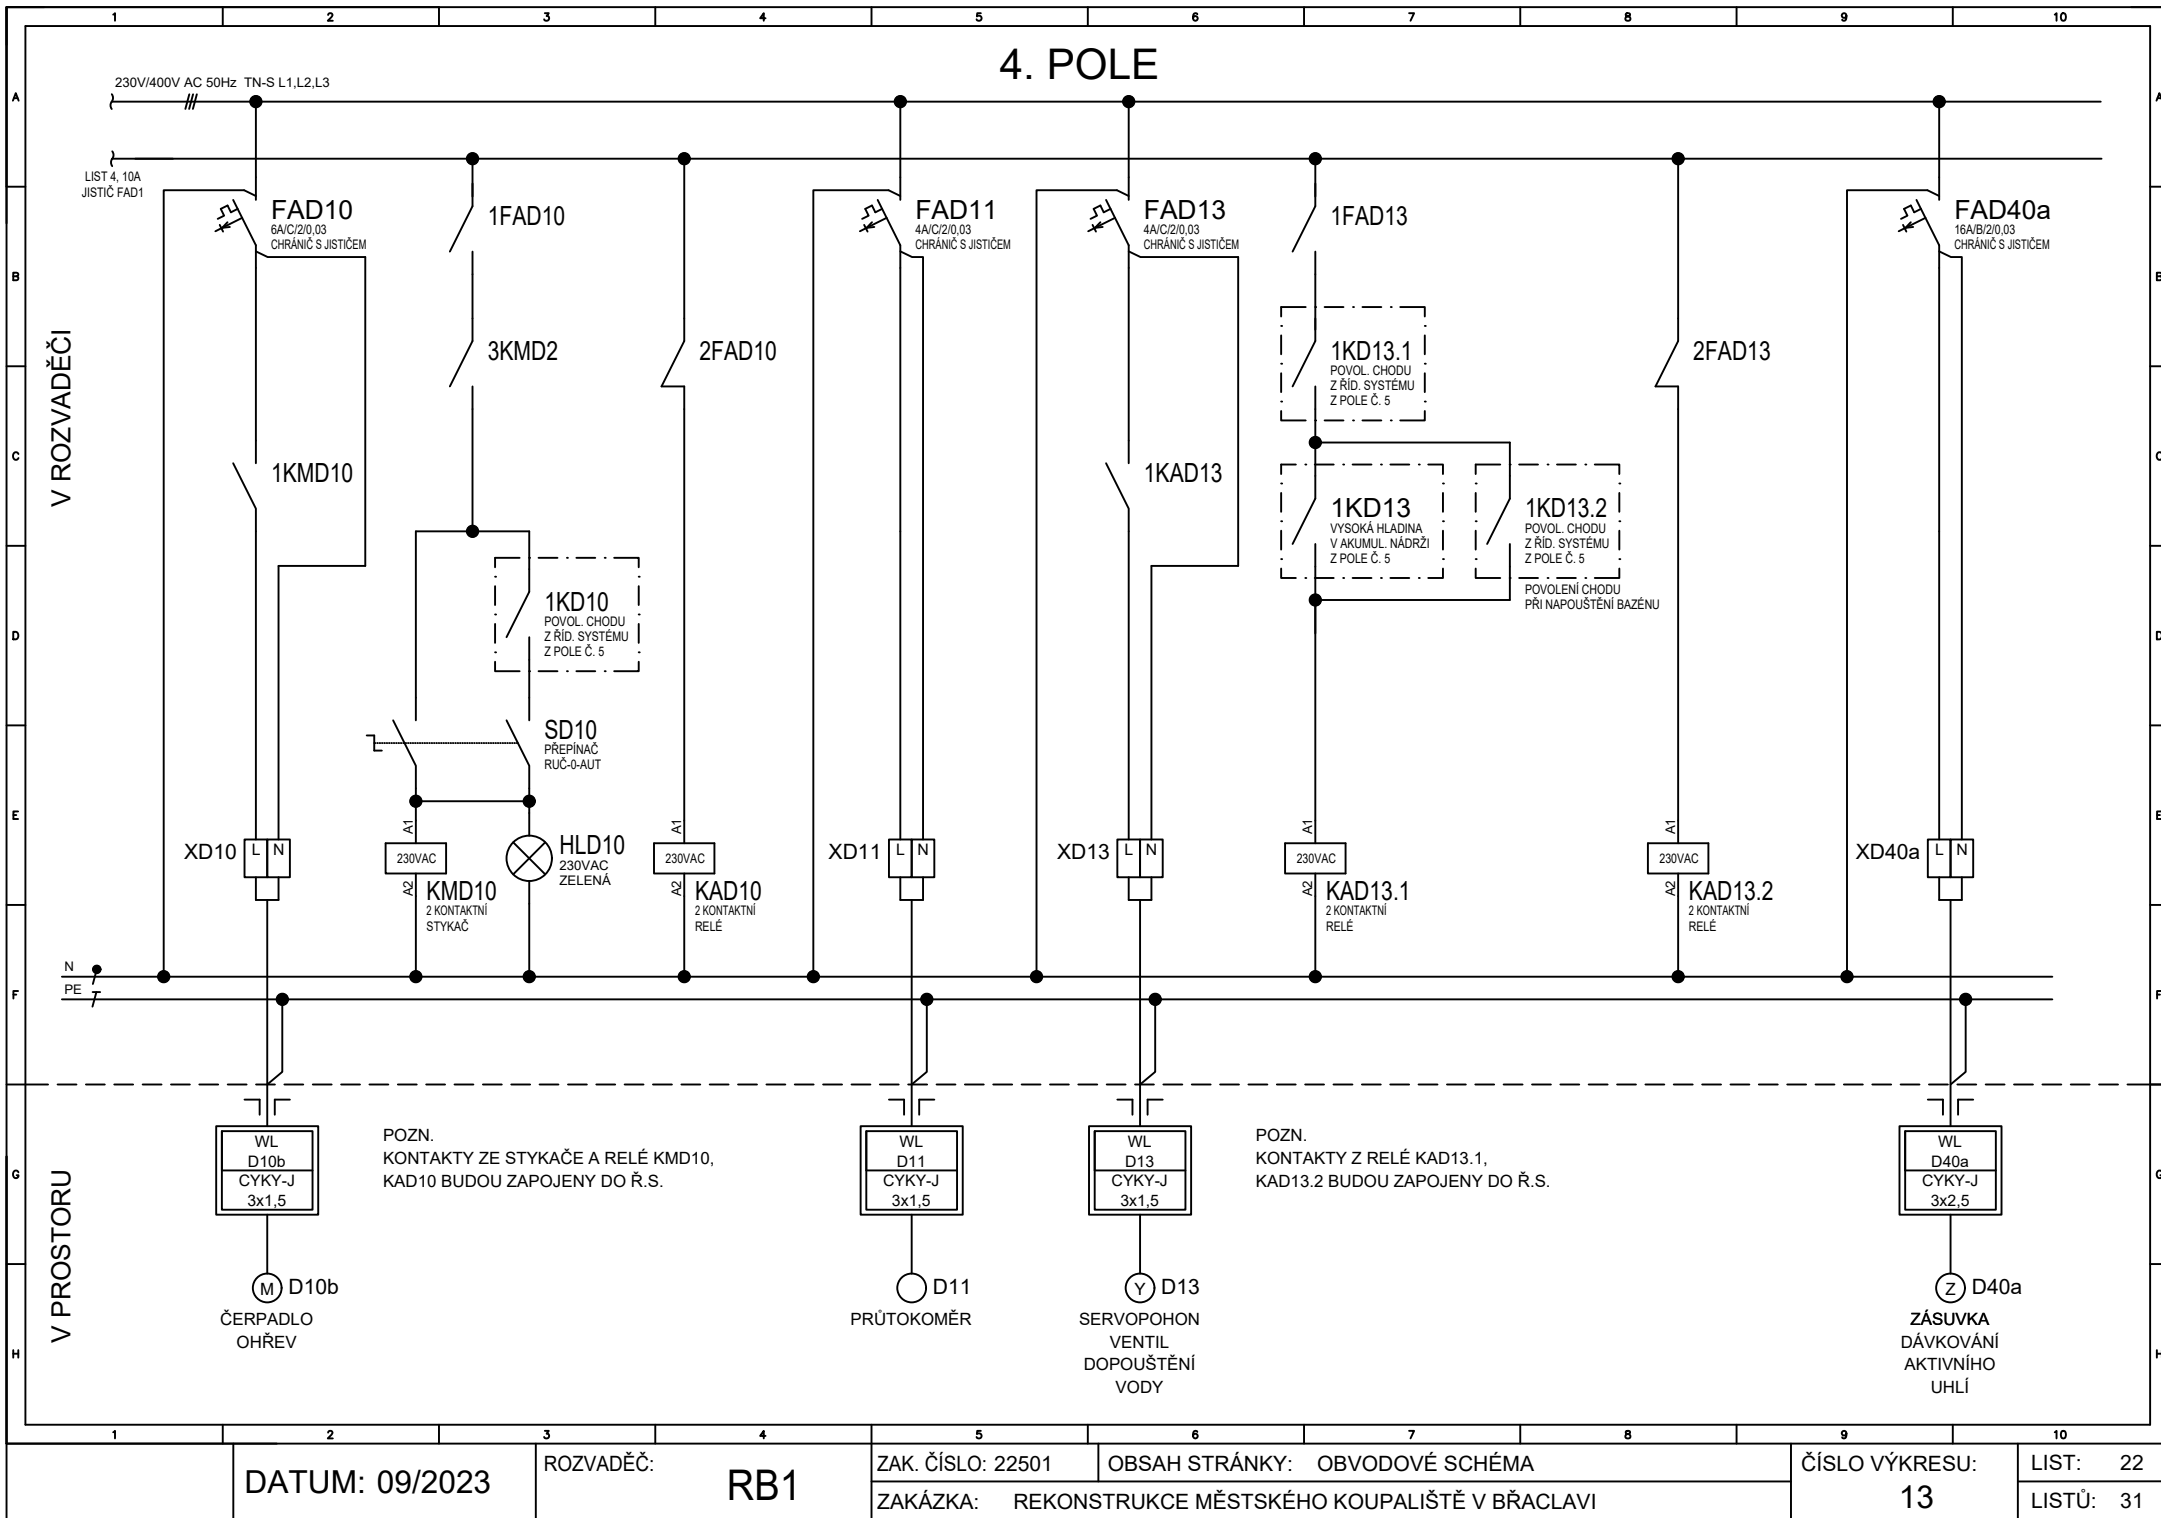 1 2 3 4 5 6 7 8 9 10
4. POLE
230V/400V AC 50Hz TN-S L1,L2,L3
LIST 4, 10A
JISTIČ FAD1
A
B
C
D
E
F
G
H
A
B
C
D
E
F
G
H
V ROZVADĚČI
V PROSTORU
FAD10
6A/C/2/0,03
CHRÁNIČ S JISTIČEM
1FAD10
3KMD2
2FAD10
1KMD10
1KD10
POVOL. CHODU
Z ŘÍD. SYSTÉMU
Z POLE Č. 5
SD10
PŘEPÍNAČ
RUČ-0-AUT
FAD11
4A/C/2/0,03
CHRÁNIČ S JISTIČEM
FAD13
4A/C/2/0,03
CHRÁNIČ S JISTIČEM
1KAD13
1FAD13
1KD13.1
POVOL. CHODU
Z ŘÍD. SYSTÉMU
Z POLE Č. 5
1KD13
VYSOKÁ HLADINA
V AKUMUL. NÁDRŽI
Z POLE Č. 5
1KD13.2
POVOL. CHODU
Z ŘÍD. SYSTÉMU
Z POLE Č. 5
POVOLENÍ CHODU
PŘI NAPOUŠTĚNÍ BAZÉNU
2FAD13
FAD40a
16A/B/2/0,03
CHRÁNIČ S JISTIČEM
XD10 L N
A1
230VAC
A2
KMD10
2 KONTAKTNÍ
STYKAČ
HLD10
230VAC
ZELENÁ
A1
230VAC
A2
KAD10
2 KONTAKTNÍ
RELÉ
XD11 L N
XD13 L N
A1
230VAC
A2
KAD13.1
2 KONTAKTNÍ
RELÉ
A1
230VAC
A2
KAD13.2
2 KONTAKTNÍ
RELÉ
XD40a L N
N
PE
WL
D10b
CYKY-J
3x1,5
POZN.
KONTAKTY ZE STYKAČE A RELÉ KMD10,
KAD10 BUDOU ZAPOJENY DO Ř.S.
WL
D11
CYKY-J
3x1,5
WL
D13
CYKY-J
3x1,5
POZN.
KONTAKTY Z RELÉ KAD13.1,
KAD13.2 BUDOU ZAPOJENY DO Ř.S.
WL
D40a
CYKY-J
3x2,5
M D10b
ČERPADLO
OHŘEV
D11
PRŮTOKOMĚR
Y D13
SERVOPOHON
VENTIL
DOPOUŠTĚNÍ
VODY
Z D40a
ZÁSUVKA
DÁVKOVÁNÍ
AKTIVNÍHO
UHLÍ
1 2 3 4 5 6 7 8 9 10
DATUM: 09/2023
ROZVADĚČ:
RB1
ZAK. ČÍSLO: 22501
OBSAH STRÁNKY: OBVODOVÉ SCHÉMA
ZAKÁZKA: REKONSTRUKCE MĚSTSKÉHO KOUPALIŠTĚ V BŘACLAVI
ČÍSLO VÝKRESU:
13
LIST: 22
LISTŮ: 31